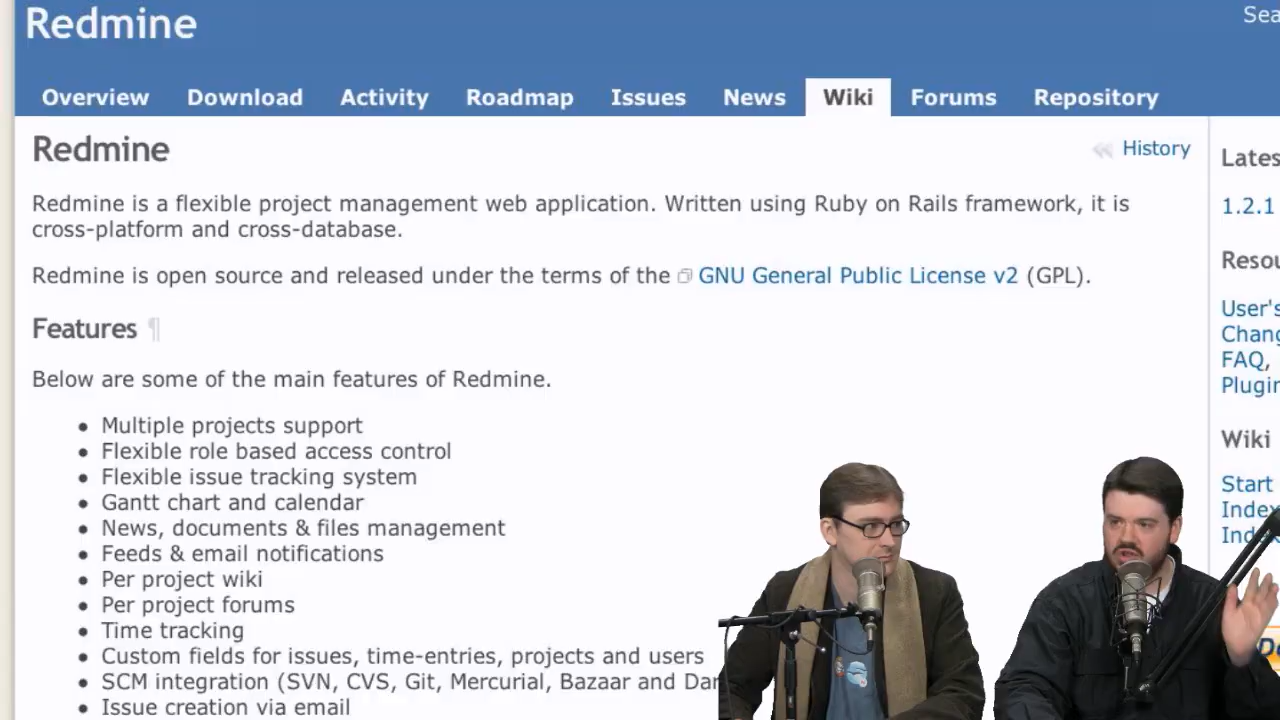 Redmine
Overview Download Activity Roadmap Issues News Wiki Forums Repository
Redmine
History
Redmine is a flexible project management web application. Written using Ruby on Rails framework, it is
cross-platform and cross-database.
Redmine is open source and released under the terms of the GNU General Public License v2 (GPL).
Features ¶
Below are some of the main features of Redmine.
• Multiple projects support
• Flexible role based access control
• Flexible issue tracking system
• Gantt chart and calendar
• News, documents & files management
• Feeds & email notifications
• Per project wiki
• Per project forums
• Time tracking
• Custom fields for issues, time-entries, projects and users
• SCM integration (SVN, CVS, Git, Mercurial, Bazaar and
• Issue creation via email
1.2.1
FAQ,
Wiki
Start